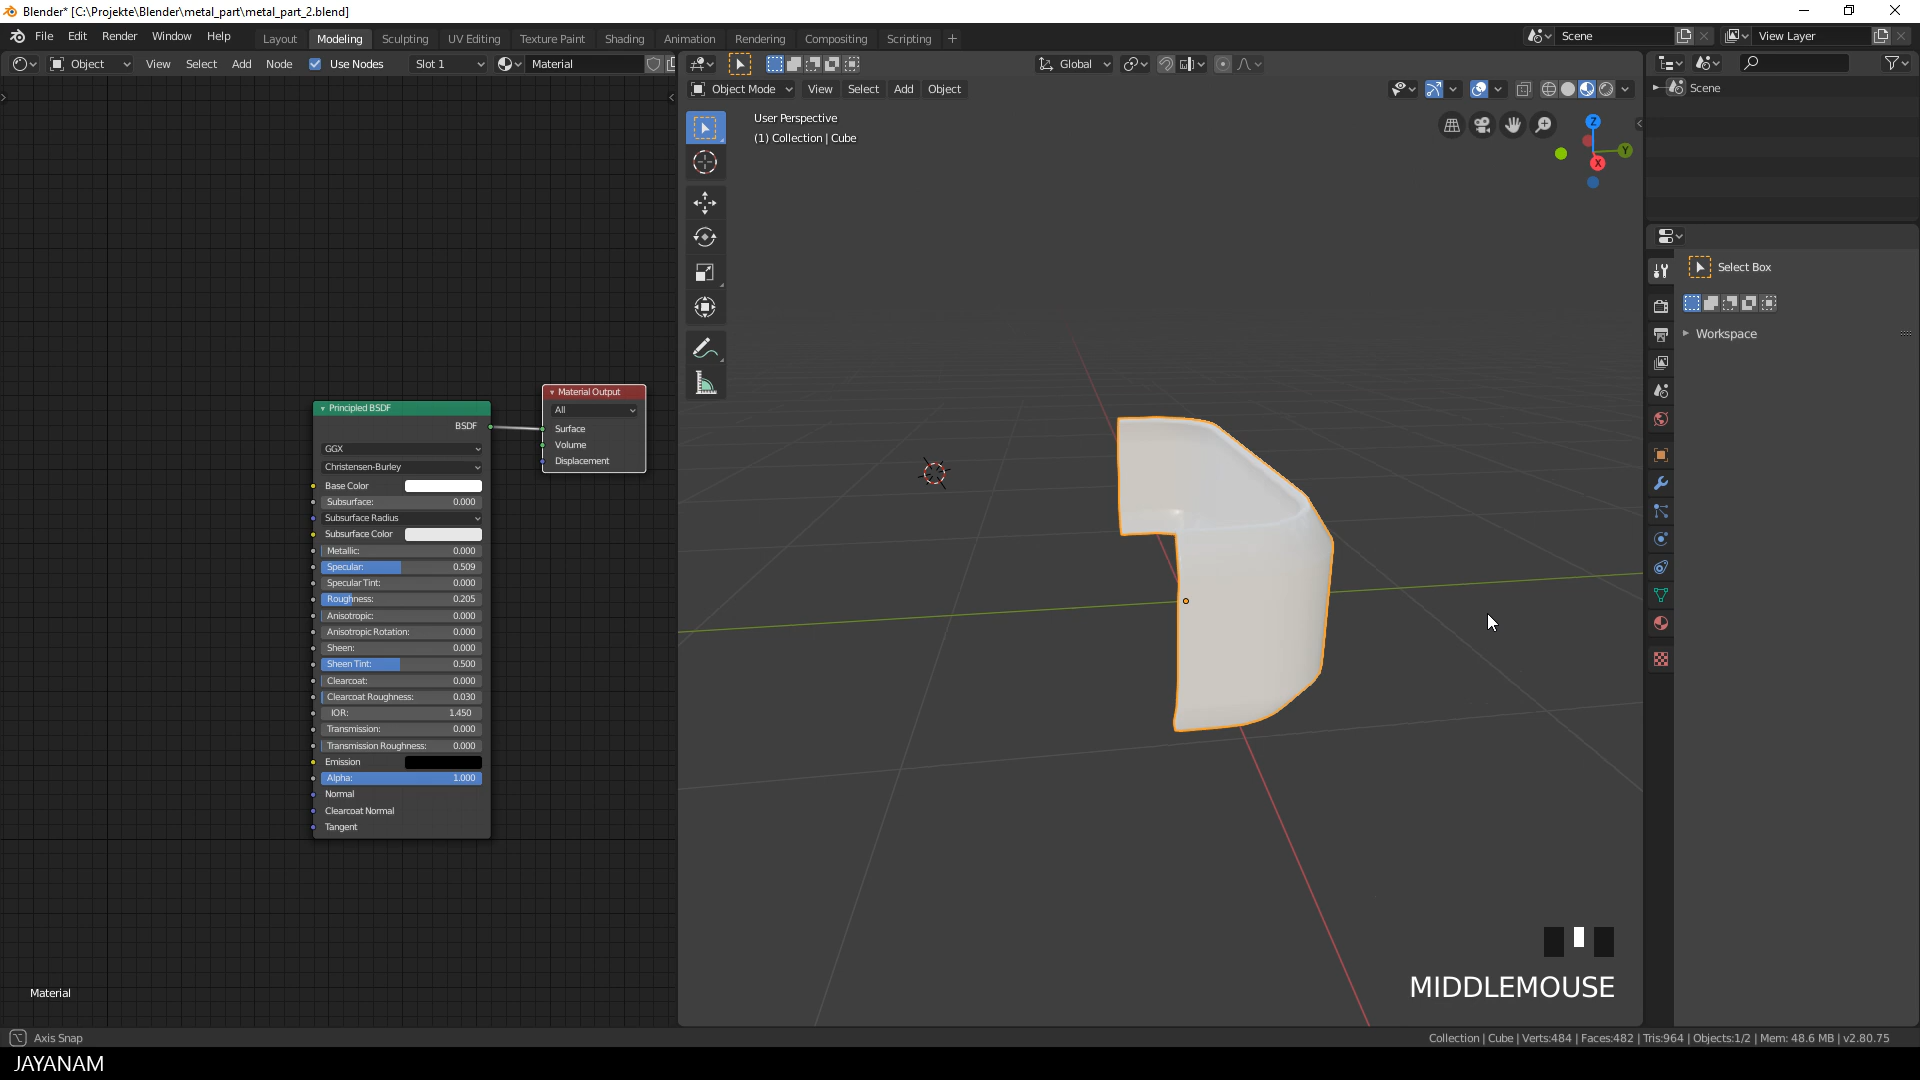 Blender* [C:\Projekte\Blender\metal_part\metal_part_2.blend]
File Edit Render Window Help Layout Modeling Sculpting UV Editing Texture Paint Shading Animation Rendering Compositing Scripting + Scene View Layer
Object View Select Add Node Use Nodes Slot 1 Material Global
Object Mode View Select Add Object
Scene
User Perspective
(1) Collection | Cube
Z
Y
X
Select Box
Workspace
Material Output
All
Surface
Volume
Displacement
Principled BSDF
BSDF
GGX
Christensen-Burley
Base Color
Subsurface: 0.000
Subsurface Radius
Subsurface Color
Metallic: 0.000
Specular: 0.509
Specular Tint: 0.000
Roughness: 0.205
Anisotropic: 0.000
Anisotropic Rotation: 0.000
Sheen: 0.000
Sheen Tint: 0.500
Clearcoat: 0.000
Clearcoat Roughness: 0.030
IOR: 1.450
Transmission: 0.000
Transmission Roughness: 0.000
Emission
Alpha: 1.000
Normal
Clearcoat Normal
Tangent
Material
MIDDLEMOUSE
Axis Snap
Collection | Cube | Verts:484 | Faces:482 | Tris:964 | Objects:1/2 | Mem: 48.6 MB | v2.80.75
JAYANAM